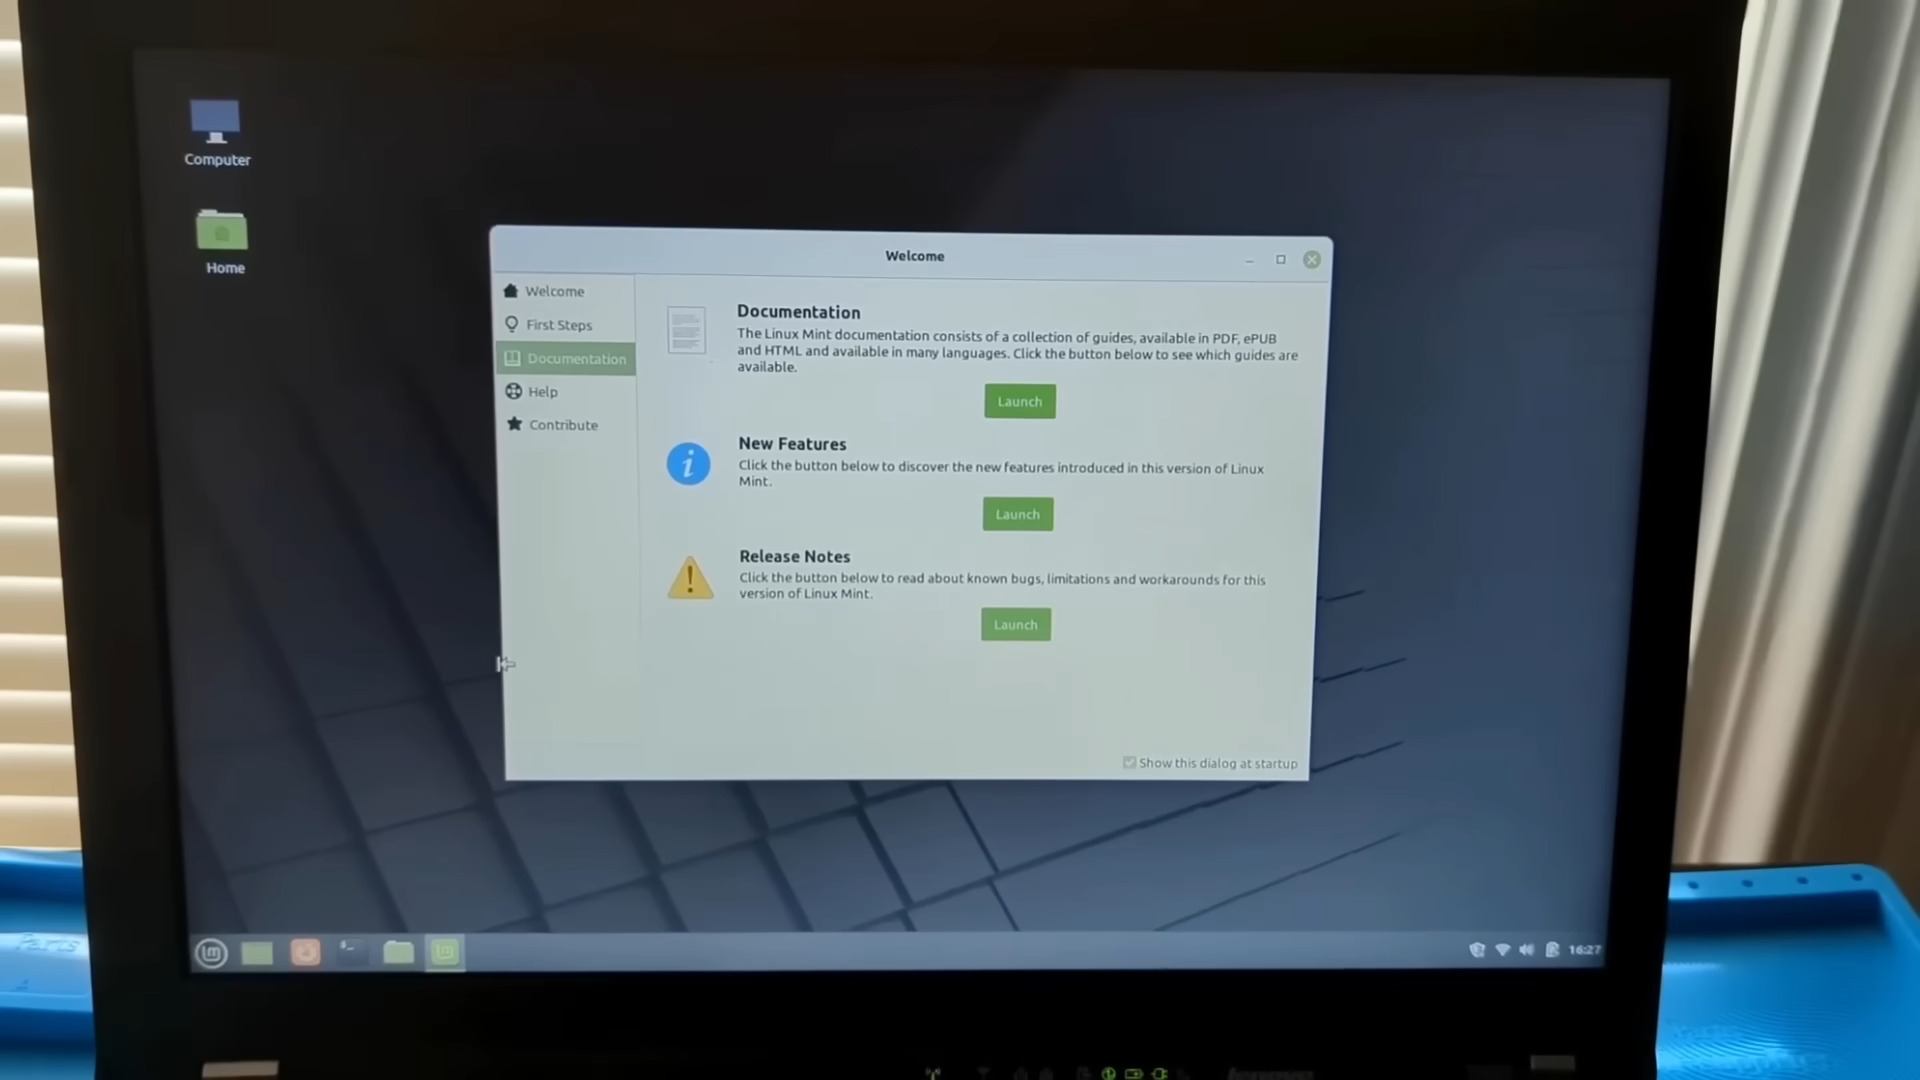 Computer
Home
Welcome
Welcome
First Steps
Documentation
Help
Contribute
Documentation
The Linux Mint documentation consists of a collection of guides, available in PDF, ePUB
and HTML and available in many languages. Click the button below to see which guides are
available.
Launch
New Features
Click the button below to discover the new features introduced in this version of Linux
Mint.
Launch
Release Notes
Click the button below to read about known bugs, limitations and workarounds for this
version of Linux Mint.
Launch
Show this dialog at startup
16:27
Parts